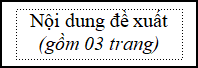 Nội dung đề xuất
(gồm 03 trang)